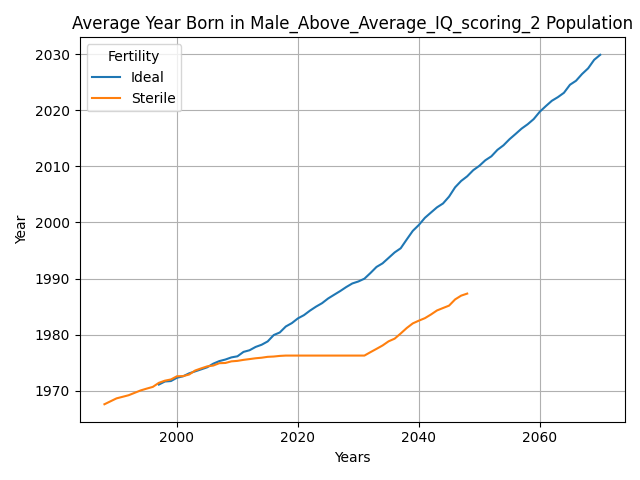 Average Year Born in Male_Above_Average_IQ_scoring_2 Population
Fertility
Ideal
Sterile
Year
2030
2020
2010
2000
1990
1980
1970
2000 2020 2040 2060
Years